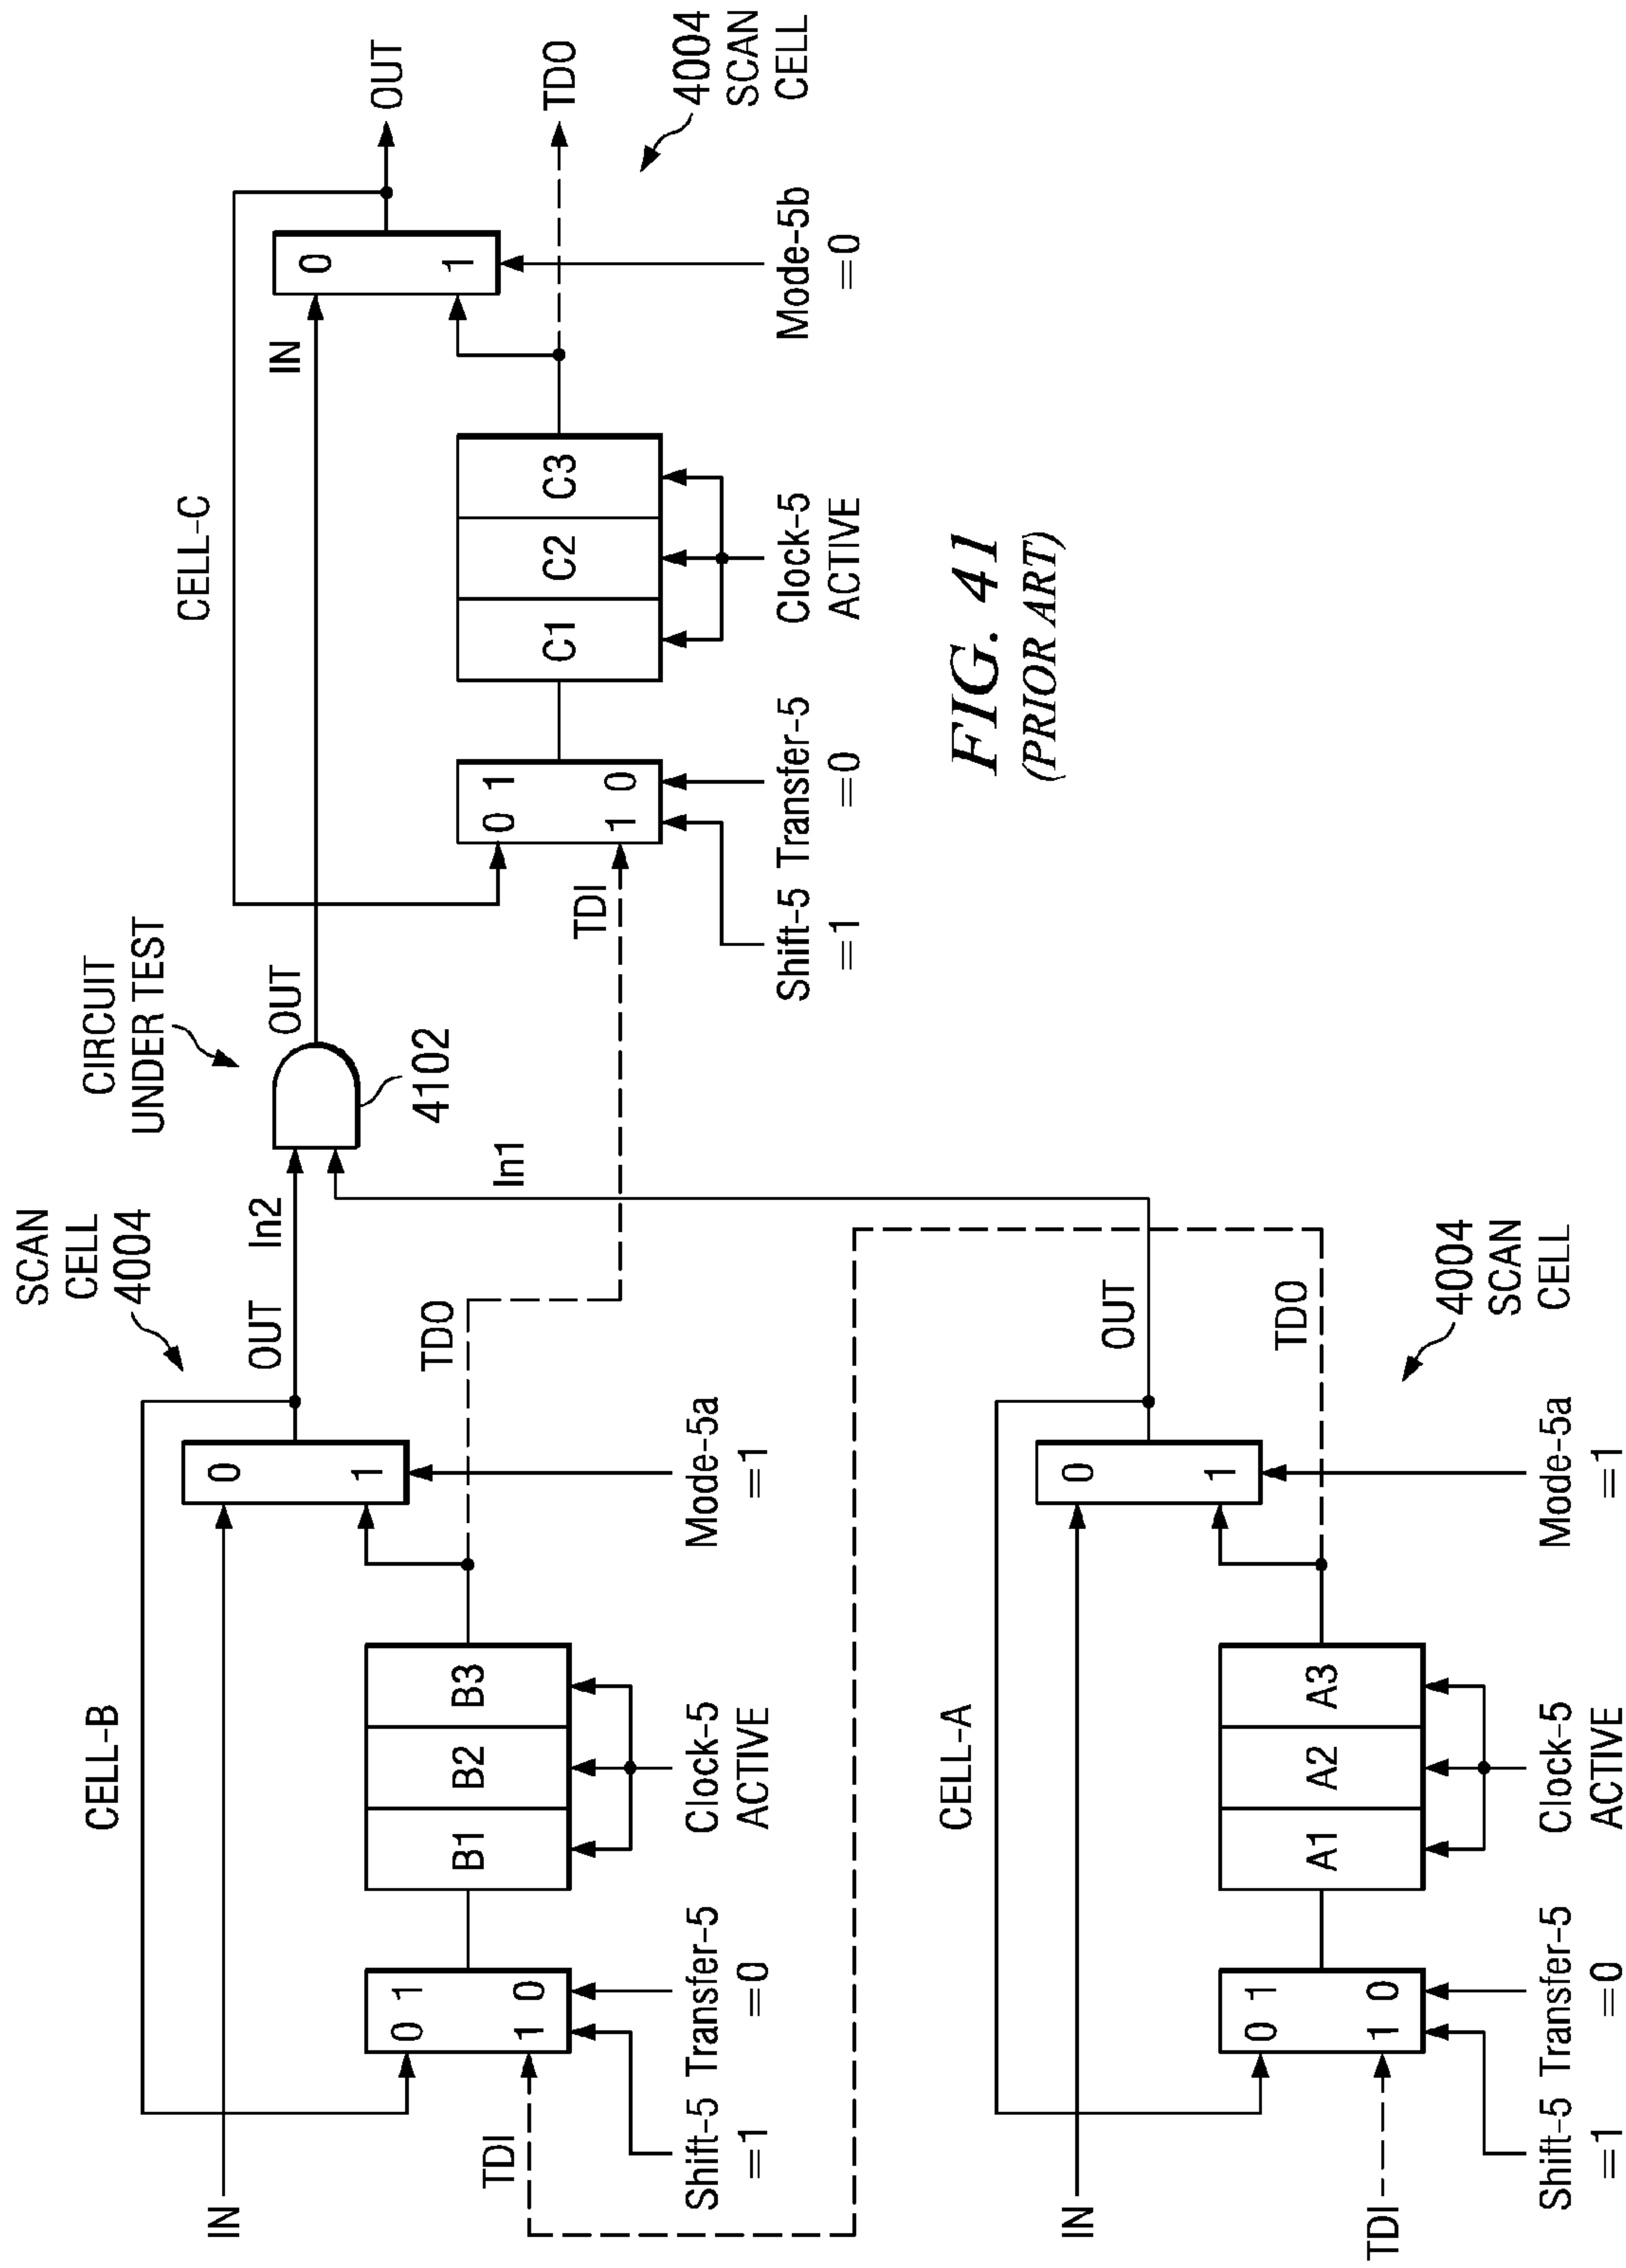 SCAN
CELL
4004
CELL-B
IN
0 1
1 0
TDI
Shift-5
=1
Transfer-5
=0
B1 B2 B3
Clock-5
ACTIVE
0
1
Mode-5a
=1
OUT
In2
TDO
CIRCUIT
UNDER TEST
4102
OUT
In1
CELL-C
IN
TDI
0 1
1 0
Shift-5
=1
Transfer-5
=0
C1 C2 C3
Clock-5
ACTIVE
0
1
Mode-5b
=0
OUT
TDO
4004
SCAN
CELL
CELL-A
IN
TDI
0 1
1 0
Shift-5
=1
Transfer-5
=0
A1 A2 A3
Clock-5
ACTIVE
0
1
Mode-5a
=1
OUT
TDO
4004
SCAN
CELL
FIG. 41
(PRIOR ART)